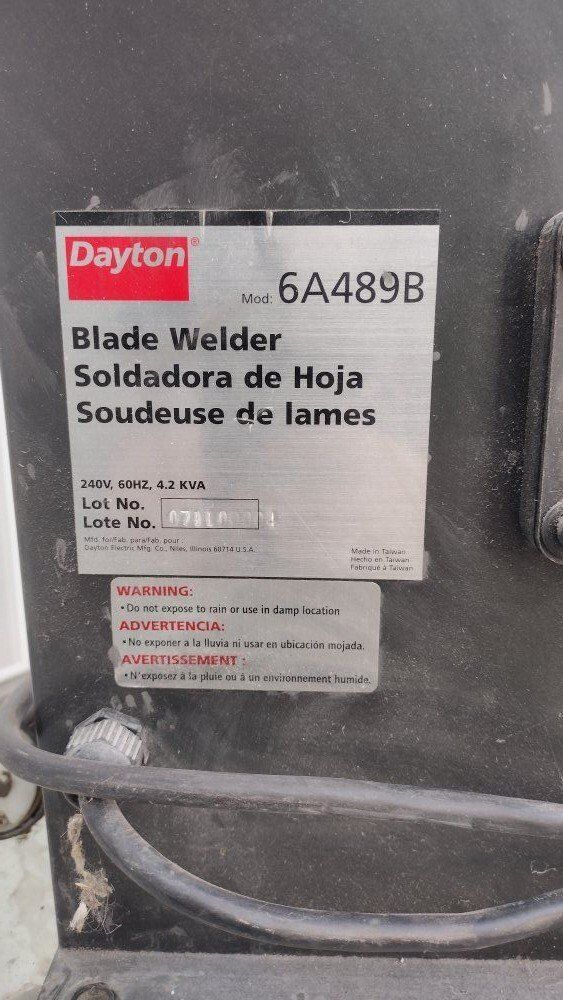 Dayton®
Mod: 6A489B
Blade Welder
Soldadora de Hoja
Soudeuse de lames
240V, 60HZ, 4.2 KVA
Lot No.
Lote No.
Mfd. for/Fab. para/Fab. pour :
Dayton Electric Mfg. Co., Niles, Illinois 60714 U.S.A.
Made in Taiwan
Hecho en Taiwan
Fabriqué à Taiwan
WARNING:
• Do not expose to rain or use in damp location
ADVERTENCIA:
• No exponer a la lluvia ni usar en ubicación mojada.
AVERTISSEMENT :
• N'exposez à la pluie ou à un environnement humide.